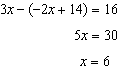 3x − (−2x + 14) = 16
5x = 30
x = 6